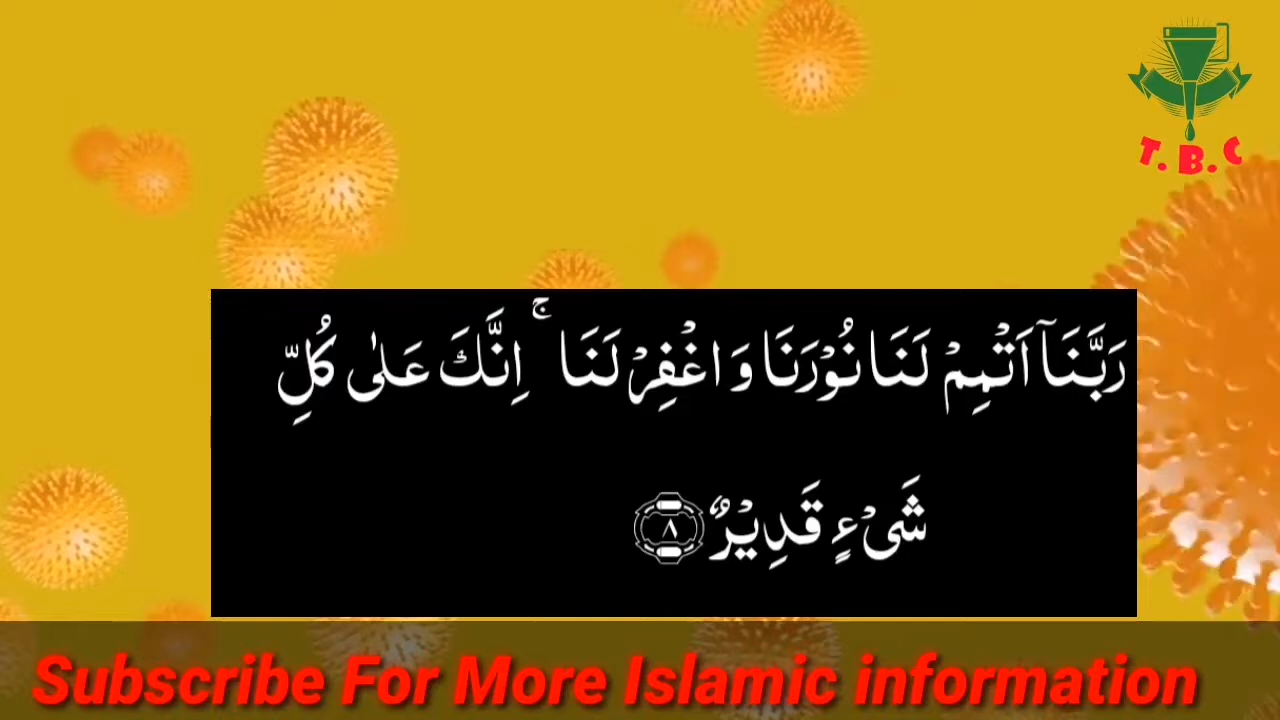 T. B. C
رَبَّنَاۤ اَتْمِمْ لَنَا نُوْرَنَا وَ اغْفِرْ لَنَا ۚ اِنَّكَ عَلٰى كُلِّ
شَیْءٍ قَدِیْرٌ ﴿۸﴾
Subscribe For More Islamic information